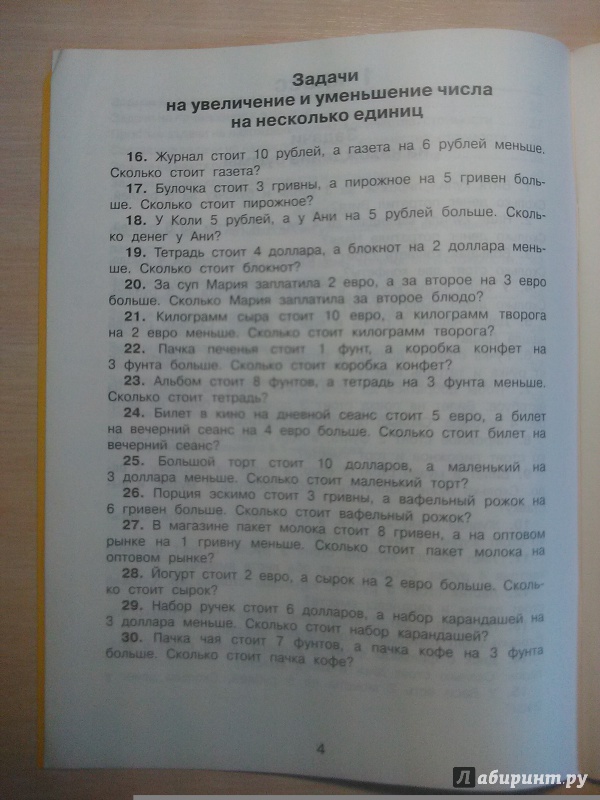 Задачи
на увеличение и уменьшение числа
на несколько единиц
16. Журнал стоит 10 рублей, а газета на 6 рублей меньше.
Сколько стоит газета?
17. Булочка стоит 3 гривны, а пирожное на 5 гривен боль-
ше. Сколько стоит пирожное?
18. У Коли 5 рублей, а у Ани на 5 рублей больше. Сколь-
ко денег у Ани?
19. Тетрадь стоит 4 доллара, а блокнот на 2 доллара мень-
ше. Сколько стоит блокнот?
20. За суп Мария заплатила 2 евро, а за второе на 3 евро
больше. Сколько Мария заплатила за второе блюдо?
21. Килограмм сыра стоит 10 евро, а килограмм творога
на 2 евро меньше. Сколько стоит килограмм творога?
22. Пачка печенья стоит 1 фунт, а коробка конфет на
3 фунта больше. Сколько стоит коробка конфет?
23. Альбом стоит 8 фунтов, а тетрадь на 3 фунта меньше.
Сколько стоит тетрадь?
24. Билет в кино на дневной сеанс стоит 5 евро, а билет
на вечерний сеанс на 4 евро больше. Сколько стоит билет на
вечерний сеанс?
25. Большой торт стоит 10 долларов, а маленький на
3 доллара меньше. Сколько стоит маленький торт?
26. Порция эскимо стоит 3 гривны, а вафельный рожок на
6 гривен больше. Сколько стоит вафельный рожок?
27. В магазине пакет молока стоит 8 гривен, а на оптовом
рынке на 1 гривну меньше. Сколько стоит пакет молока на
оптовом рынке?
28. Йогурт стоит 2 евро, а сырок на 2 евро больше. Сколь-
ко стоит сырок?
29. Набор ручек стоит 6 долларов, а набор карандашей на
3 доллара меньше. Сколько стоит набор карандашей?
30. Пачка чая стоит 7 фунтов, а пачка кофе на 3 фунта
больше. Сколько стоит пачка кофе?
4
Лабиринт.ру